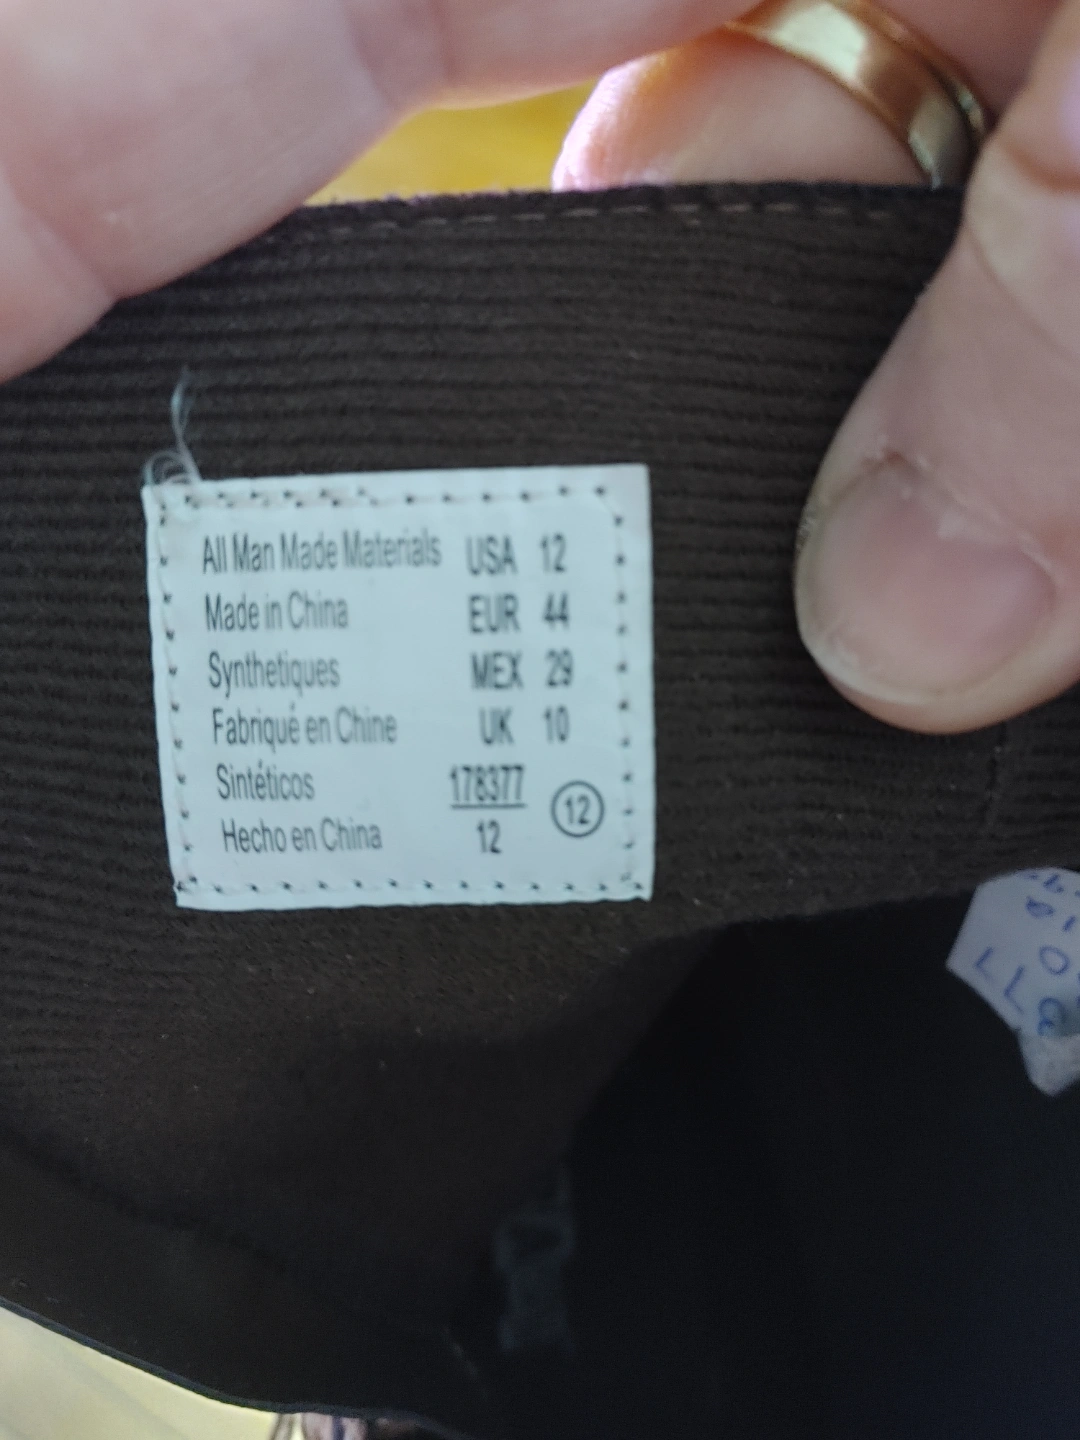 All Man Made Materials USA 12
Made in China EUR 44
Synthetiques MEX 29
Fabriqué en Chine UK 10
Sintéticos 178377
Hecho en China 12 12